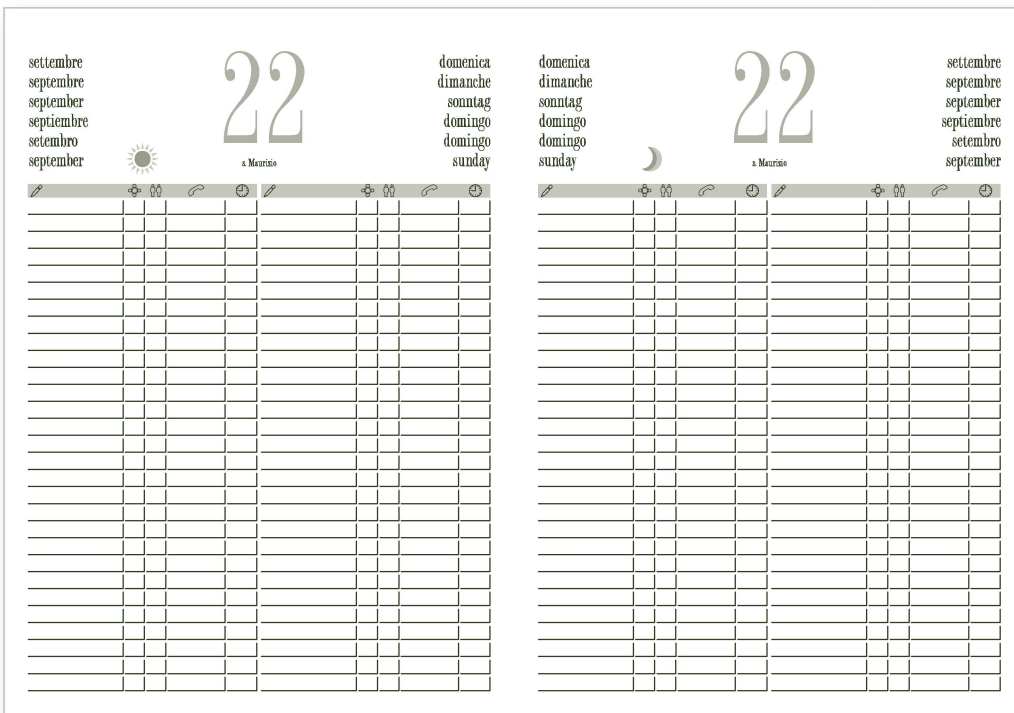 settembre
septembre
september
septiembre
setembro
september
22
s. Maurizio
domenica
dimanche
sonntag
domingo
domingo
sunday
domenica
dimanche
sonntag
domingo
domingo
sunday
22
s. Maurizio
settembre
septembre
september
septiembre
setembro
september